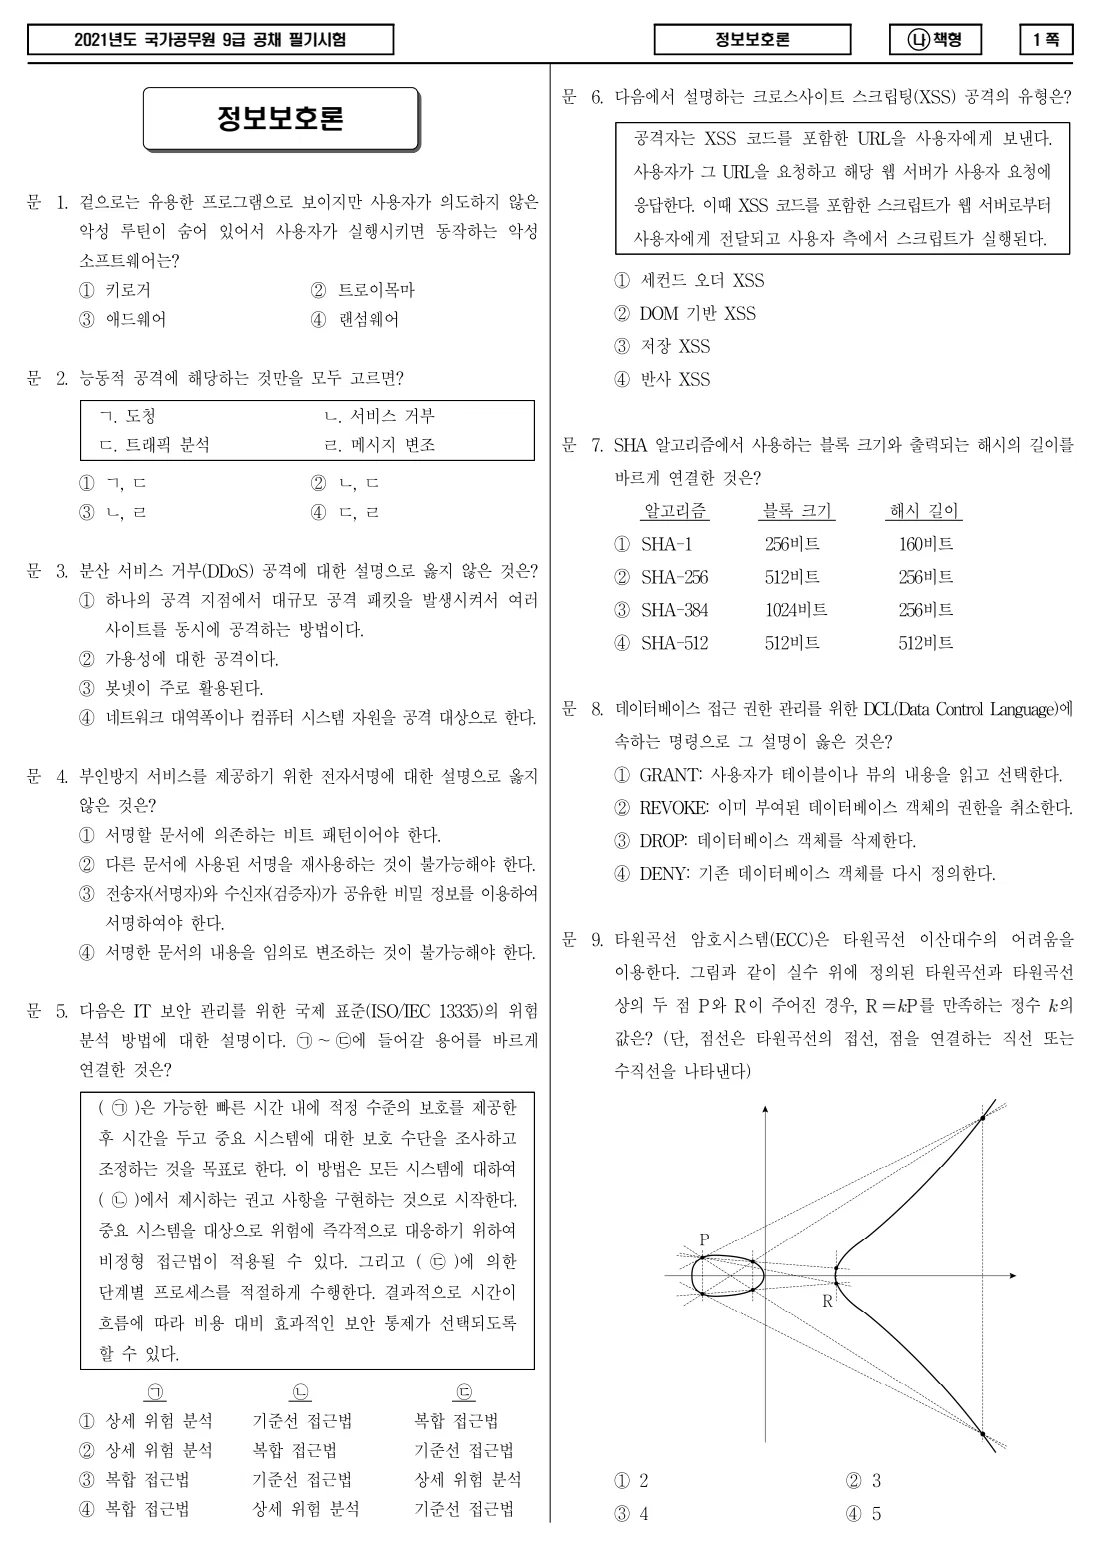 2021년도 국가공무원 9급 공채 필기시험
정보보호론
㉯책형
1 쪽
정보보호론
문 1. 겉으로는 유용한 프로그램으로 보이지만 사용자가 의도하지 않은
악성 루틴이 숨어 있어서 사용자가 실행시키면 동작하는 악성
소프트웨어는?
① 키로거 ② 트로이목마
③ 애드웨어 ④ 랜섬웨어
문 2. 능동적 공격에 해당하는 것만을 모두 고르면?
ㄱ. 도청 ㄴ. 서비스 거부
ㄷ. 트래픽 분석 ㄹ. 메시지 변조
① ㄱ, ㄷ ② ㄴ, ㄷ
③ ㄴ, ㄹ ④ ㄷ, ㄹ
문 3. 분산 서비스 거부(DDoS) 공격에 대한 설명으로 옳지 않은 것은?
① 하나의 공격 지점에서 대규모 공격 패킷을 발생시켜서 여러
사이트를 동시에 공격하는 방법이다.
② 가용성에 대한 공격이다.
③ 봇넷이 주로 활용된다.
④ 네트워크 대역폭이나 컴퓨터 시스템 자원을 공격 대상으로 한다.
문 4. 부인방지 서비스를 제공하기 위한 전자서명에 대한 설명으로 옳지
않은 것은?
① 서명할 문서에 의존하는 비트 패턴이어야 한다.
② 다른 문서에 사용된 서명을 재사용하는 것이 불가능해야 한다.
③ 전송자(서명자)와 수신자(검증자)가 공유한 비밀 정보를 이용하여
서명하여야 한다.
④ 서명한 문서의 내용을 임의로 변조하는 것이 불가능해야 한다.
문 5. 다음은 IT 보안 관리를 위한 국제 표준(ISO/IEC 13335)의 위험
분석 방법에 대한 설명이다. ㉠ ~ ㉢에 들어갈 용어를 바르게
연결한 것은?
( ㉠ )은 가능한 빠른 시간 내에 적정 수준의 보호를 제공한
후 시간을 두고 중요 시스템에 대한 보호 수단을 조사하고
조정하는 것을 목표로 한다. 이 방법은 모든 시스템에 대하여
( ㉡ )에서 제시하는 권고 사항을 구현하는 것으로 시작한다.
중요 시스템을 대상으로 위험에 즉각적으로 대응하기 위하여
비정형 접근법이 적용될 수 있다. 그리고 ( ㉢ )에 의한
단계별 프로세스를 적절하게 수행한다. 결과적으로 시간이
흐름에 따라 비용 대비 효과적인 보안 통제가 선택되도록
할 수 있다.
㉠ ㉡ ㉢
① 상세 위험 분석 기준선 접근법 복합 접근법
② 상세 위험 분석 복합 접근법 기준선 접근법
③ 복합 접근법 기준선 접근법 상세 위험 분석
④ 복합 접근법 상세 위험 분석 기준선 접근법
문 6. 다음에서 설명하는 크로스사이트 스크립팅(XSS) 공격의 유형은?
공격자는 XSS 코드를 포함한 URL을 사용자에게 보낸다.
사용자가 그 URL을 요청하고 해당 웹 서버가 사용자 요청에
응답한다. 이때 XSS 코드를 포함한 스크립트가 웹 서버로부터
사용자에게 전달되고 사용자 측에서 스크립트가 실행된다.
① 세컨드 오더 XSS
② DOM 기반 XSS
③ 저장 XSS
④ 반사 XSS
문 7. SHA 알고리즘에서 사용하는 블록 크기와 출력되는 해시의 길이를
바르게 연결한 것은?
알고리즘 블록 크기 해시 길이
① SHA-1 256비트 160비트
② SHA-256 512비트 256비트
③ SHA-384 1024비트 256비트
④ SHA-512 512비트 512비트
문 8. 데이터베이스 접근 권한 관리를 위한 DCL(Data Control Language)에
속하는 명령으로 그 설명이 옳은 것은?
① GRANT: 사용자가 테이블이나 뷰의 내용을 읽고 선택한다.
② REVOKE: 이미 부여된 데이터베이스 객체의 권한을 취소한다.
③ DROP: 데이터베이스 객체를 삭제한다.
④ DENY: 기존 데이터베이스 객체를 다시 정의한다.
문 9. 타원곡선 암호시스템(ECC)은 타원곡선 이산대수의 어려움을
이용한다. 그림과 같이 실수 위에 정의된 타원곡선과 타원곡선
상의 두 점 P와 R이 주어진 경우, R=kP를 만족하는 정수 k의
값은? (단, 점선은 타원곡선의 접선, 점을 연결하는 직선 또는
수직선을 나타낸다)
P
R
① 2 ② 3
③ 4 ④ 5